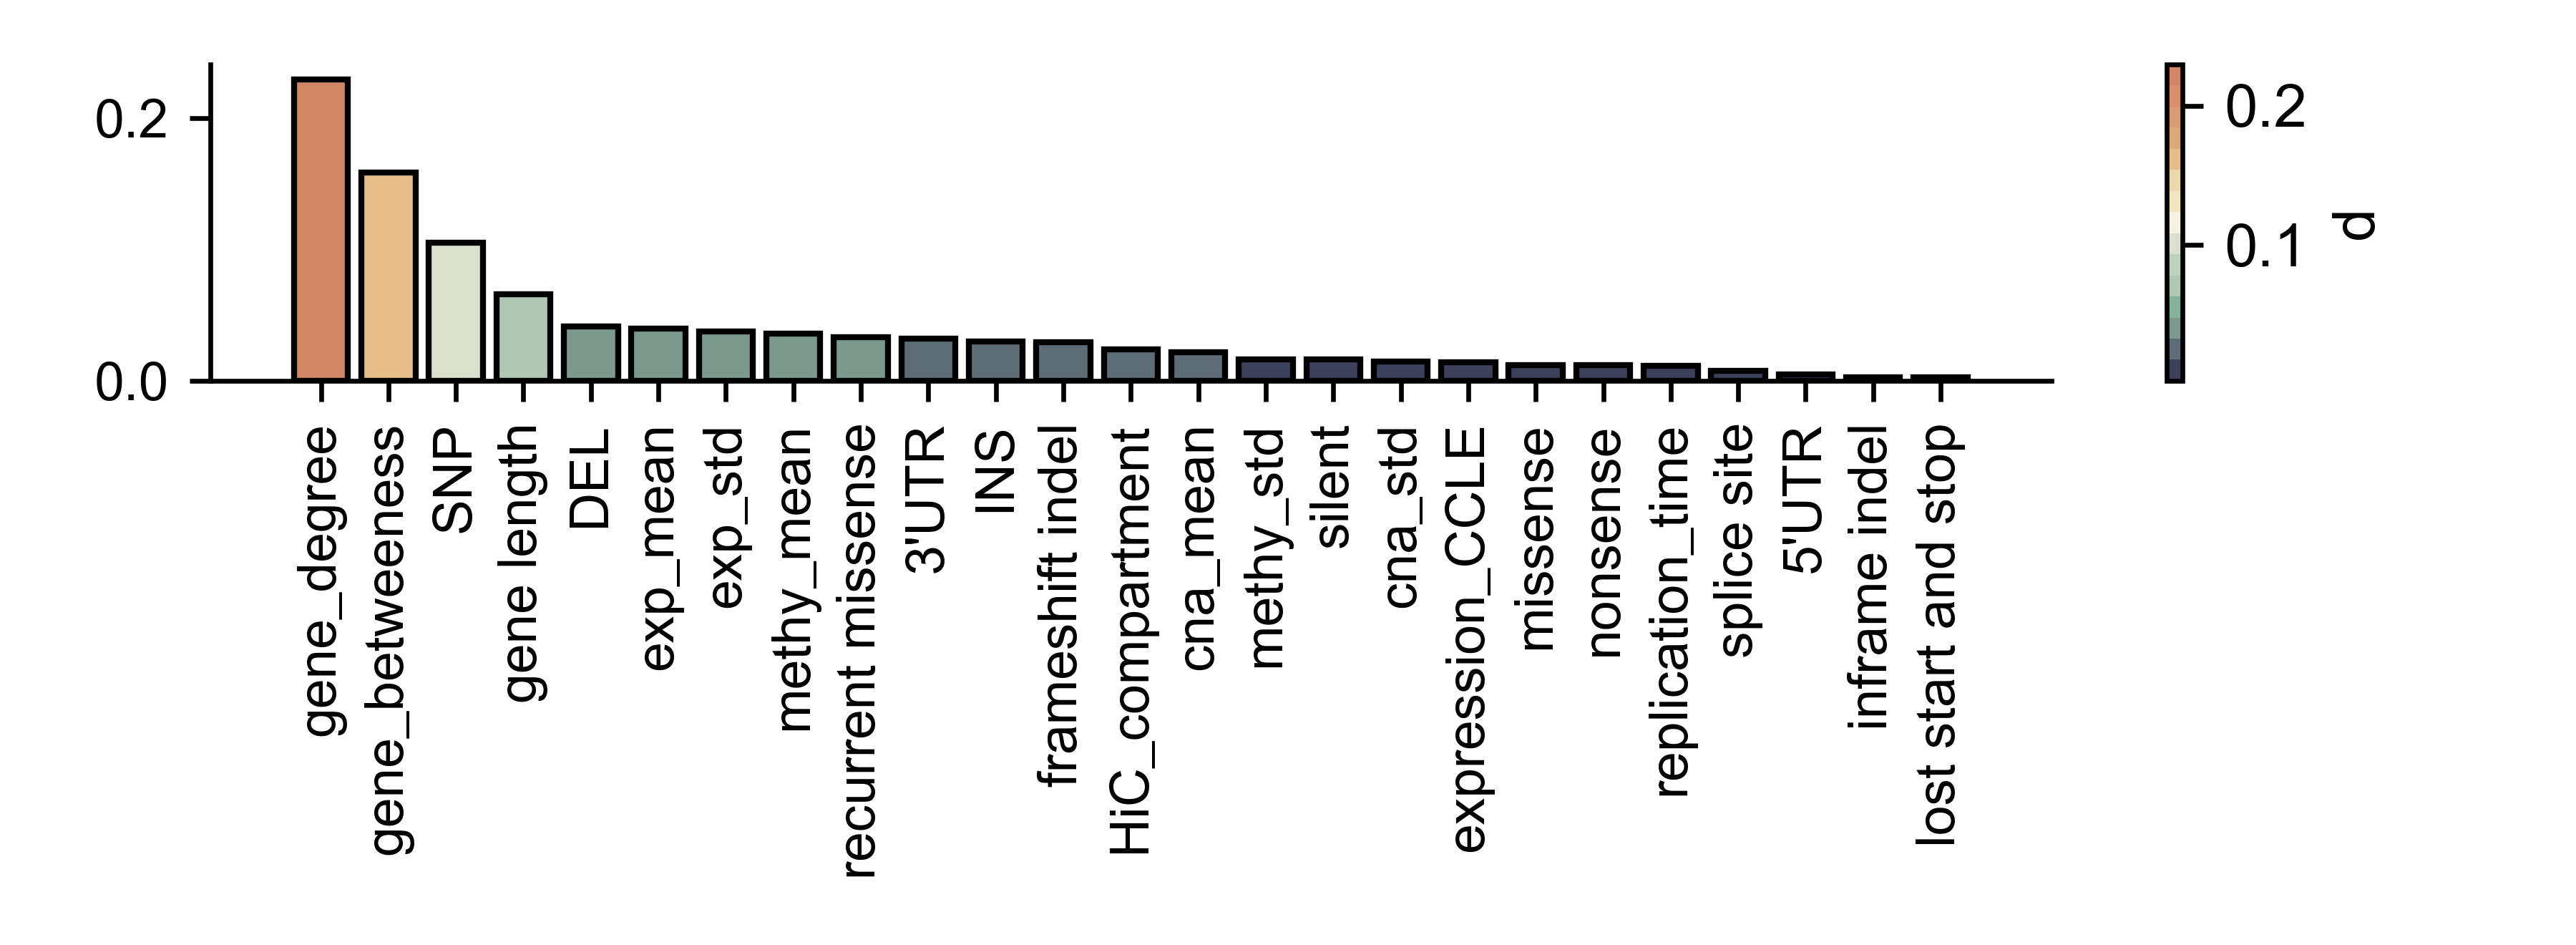 0.2
0.0
gene_degree
gene_betweeness
SNP
gene length
DEL
exp_mean
exp_std
methy_mean
recurrent missense
3'UTR
INS
frameshift indel
HiC_compartment
cna_mean
methy_std
silent
cna_std
expression_CCLE
missense
nonsense
replication_time
splice site
5'UTR
inframe indel
lost start and stop
0.2
0.1
d